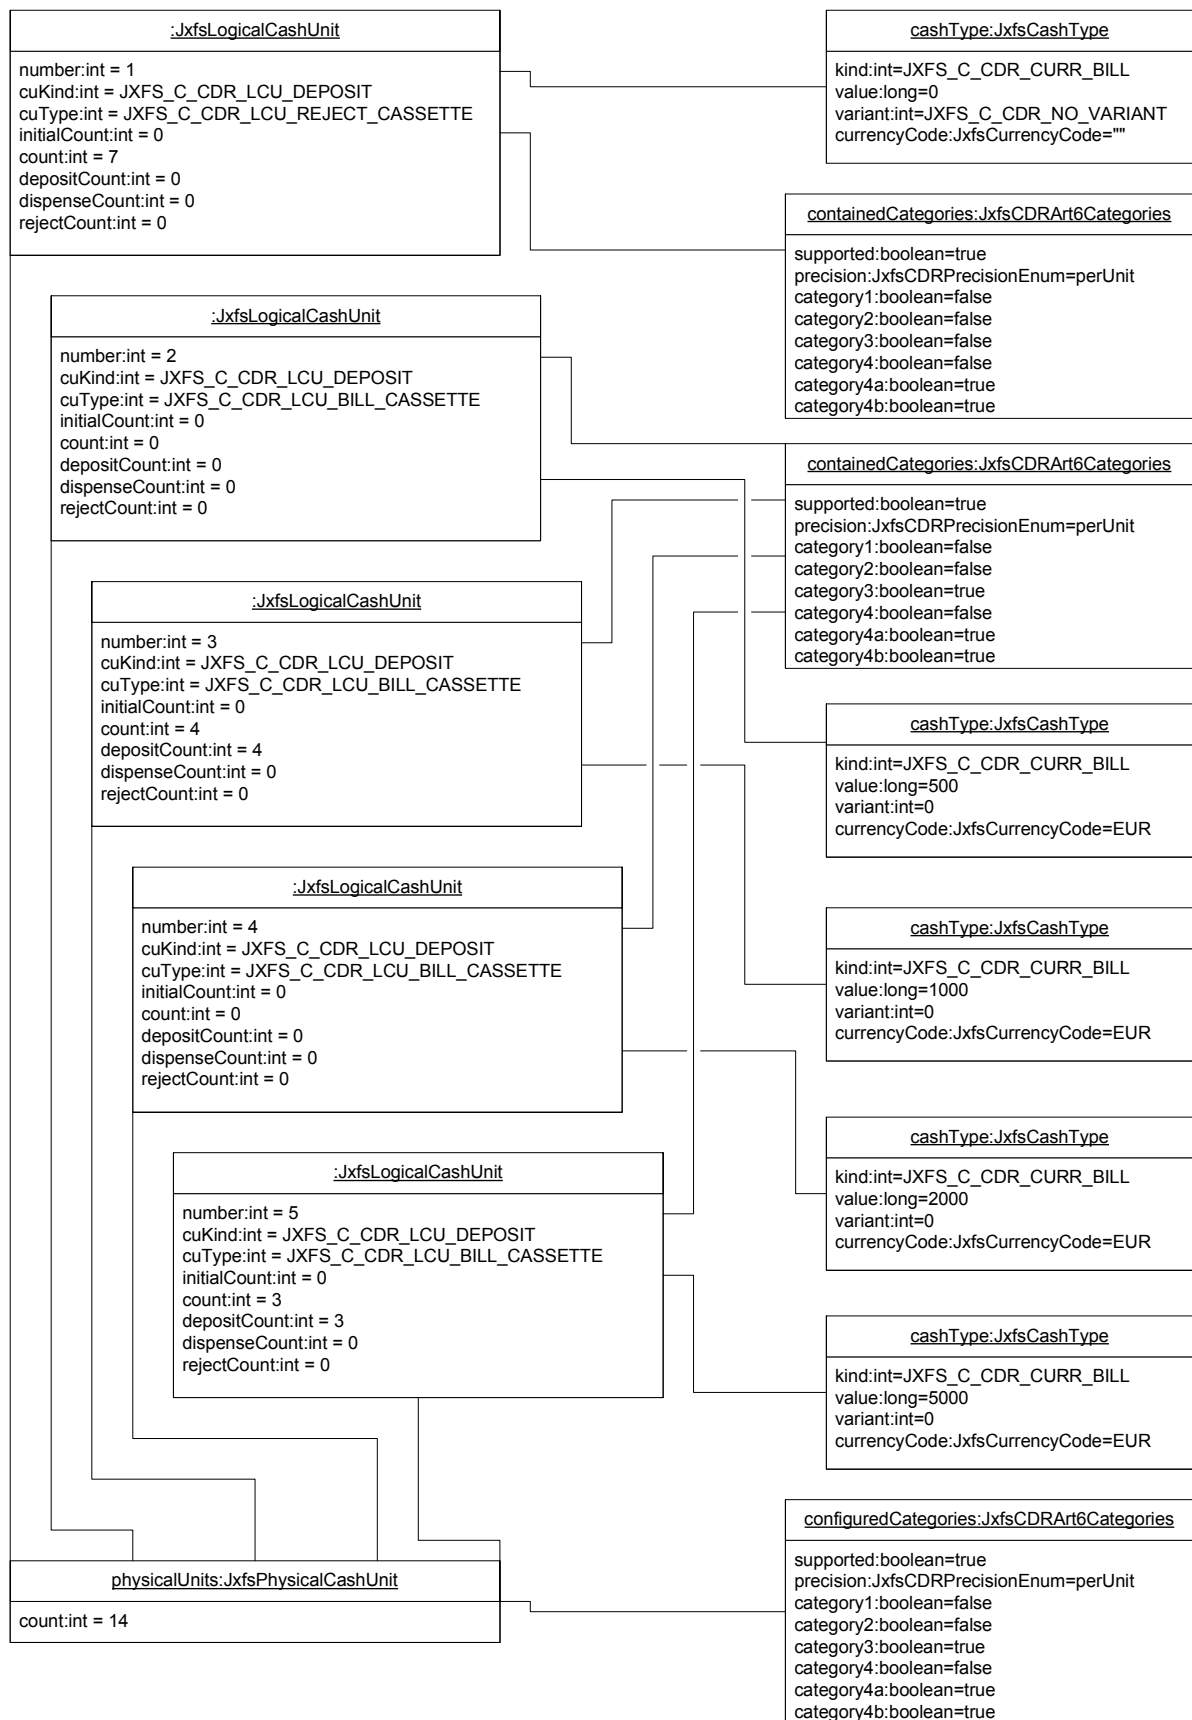 :JxfsLogicalCashUnit
number:int = 1
cuKind:int = JXFS_C_CDR_LCU_DEPOSIT
cuType:int = JXFS_C_CDR_LCU_REJECT_CASSETTE
initialCount:int = 0
count:int = 7
depositCount:int = 0
dispenseCount:int = 0
rejectCount:int = 0
cashType:JxfsCashType
kind:int=JXFS_C_CDR_CURR_BILL
value:long=0
variant:int=JXFS_C_CDR_NO_VARIANT
currencyCode:JxfsCurrencyCode=""
containedCategories:JxfsCDRArt6Categories
supported:boolean=true
precision:JxfsCDRPrecisionEnum=perUnit
category1:boolean=false
category2:boolean=false
category3:boolean=false
category4:boolean=false
category4a:boolean=true
category4b:boolean=true
:JxfsLogicalCashUnit
number:int = 2
cuKind:int = JXFS_C_CDR_LCU_DEPOSIT
cuType:int = JXFS_C_CDR_LCU_BILL_CASSETTE
initialCount:int = 0
count:int = 0
depositCount:int = 0
dispenseCount:int = 0
rejectCount:int = 0
containedCategories:JxfsCDRArt6Categories
supported:boolean=true
precision:JxfsCDRPrecisionEnum=perUnit
category1:boolean=false
category2:boolean=false
category3:boolean=true
category4:boolean=false
category4a:boolean=true
category4b:boolean=true
:JxfsLogicalCashUnit
number:int = 3
cuKind:int = JXFS_C_CDR_LCU_DEPOSIT
cuType:int = JXFS_C_CDR_LCU_BILL_CASSETTE
initialCount:int = 0
count:int = 4
depositCount:int = 4
dispenseCount:int = 0
rejectCount:int = 0
cashType:JxfsCashType
kind:int=JXFS_C_CDR_CURR_BILL
value:long=500
variant:int=0
currencyCode:JxfsCurrencyCode=EUR
:JxfsLogicalCashUnit
number:int = 4
cuKind:int = JXFS_C_CDR_LCU_DEPOSIT
cuType:int = JXFS_C_CDR_LCU_BILL_CASSETTE
initialCount:int = 0
count:int = 0
depositCount:int = 0
dispenseCount:int = 0
rejectCount:int = 0
cashType:JxfsCashType
kind:int=JXFS_C_CDR_CURR_BILL
value:long=1000
variant:int=0
currencyCode:JxfsCurrencyCode=EUR
cashType:JxfsCashType
kind:int=JXFS_C_CDR_CURR_BILL
value:long=2000
variant:int=0
currencyCode:JxfsCurrencyCode=EUR
:JxfsLogicalCashUnit
number:int = 5
cuKind:int = JXFS_C_CDR_LCU_DEPOSIT
cuType:int = JXFS_C_CDR_LCU_BILL_CASSETTE
initialCount:int = 0
count:int = 3
depositCount:int = 3
dispenseCount:int = 0
rejectCount:int = 0
cashType:JxfsCashType
kind:int=JXFS_C_CDR_CURR_BILL
value:long=5000
variant:int=0
currencyCode:JxfsCurrencyCode=EUR
physicalUnits:JxfsPhysicalCashUnit
count:int = 14
configuredCategories:JxfsCDRArt6Categories
supported:boolean=true
precision:JxfsCDRPrecisionEnum=perUnit
category1:boolean=false
category2:boolean=false
category3:boolean=true
category4:boolean=false
category4a:boolean=true
category4b:boolean=true